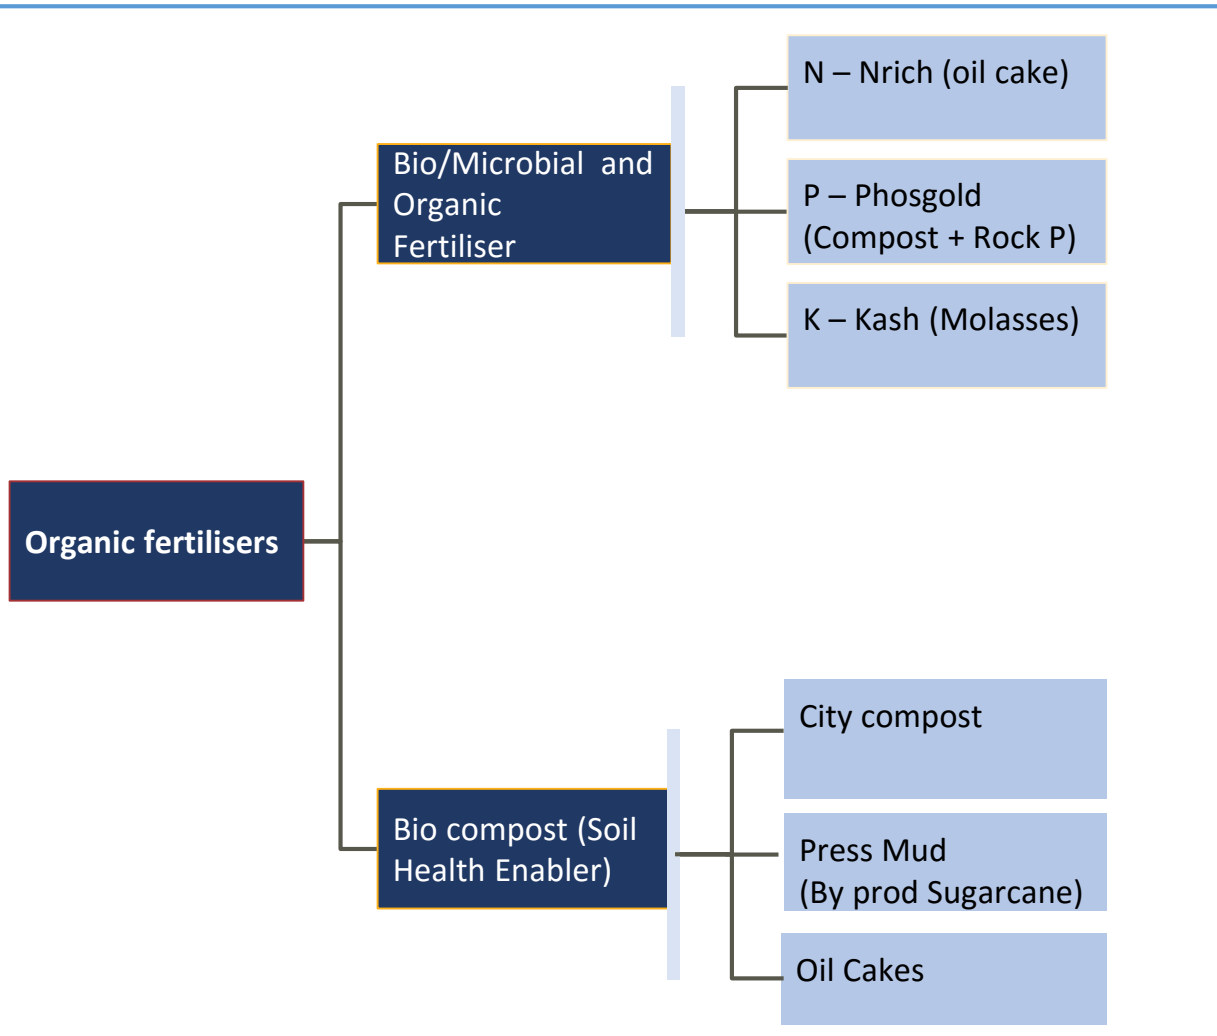 N – Nrich (oil cake)
Bio/Microbial and
Organic
Fertiliser
P – Phosgold
(Compost + Rock P)
K – Kash (Molasses)
Organic fertilisers
City compost
Bio compost (Soil
Health Enabler)
Press Mud
(By prod Sugarcane)
Oil Cakes